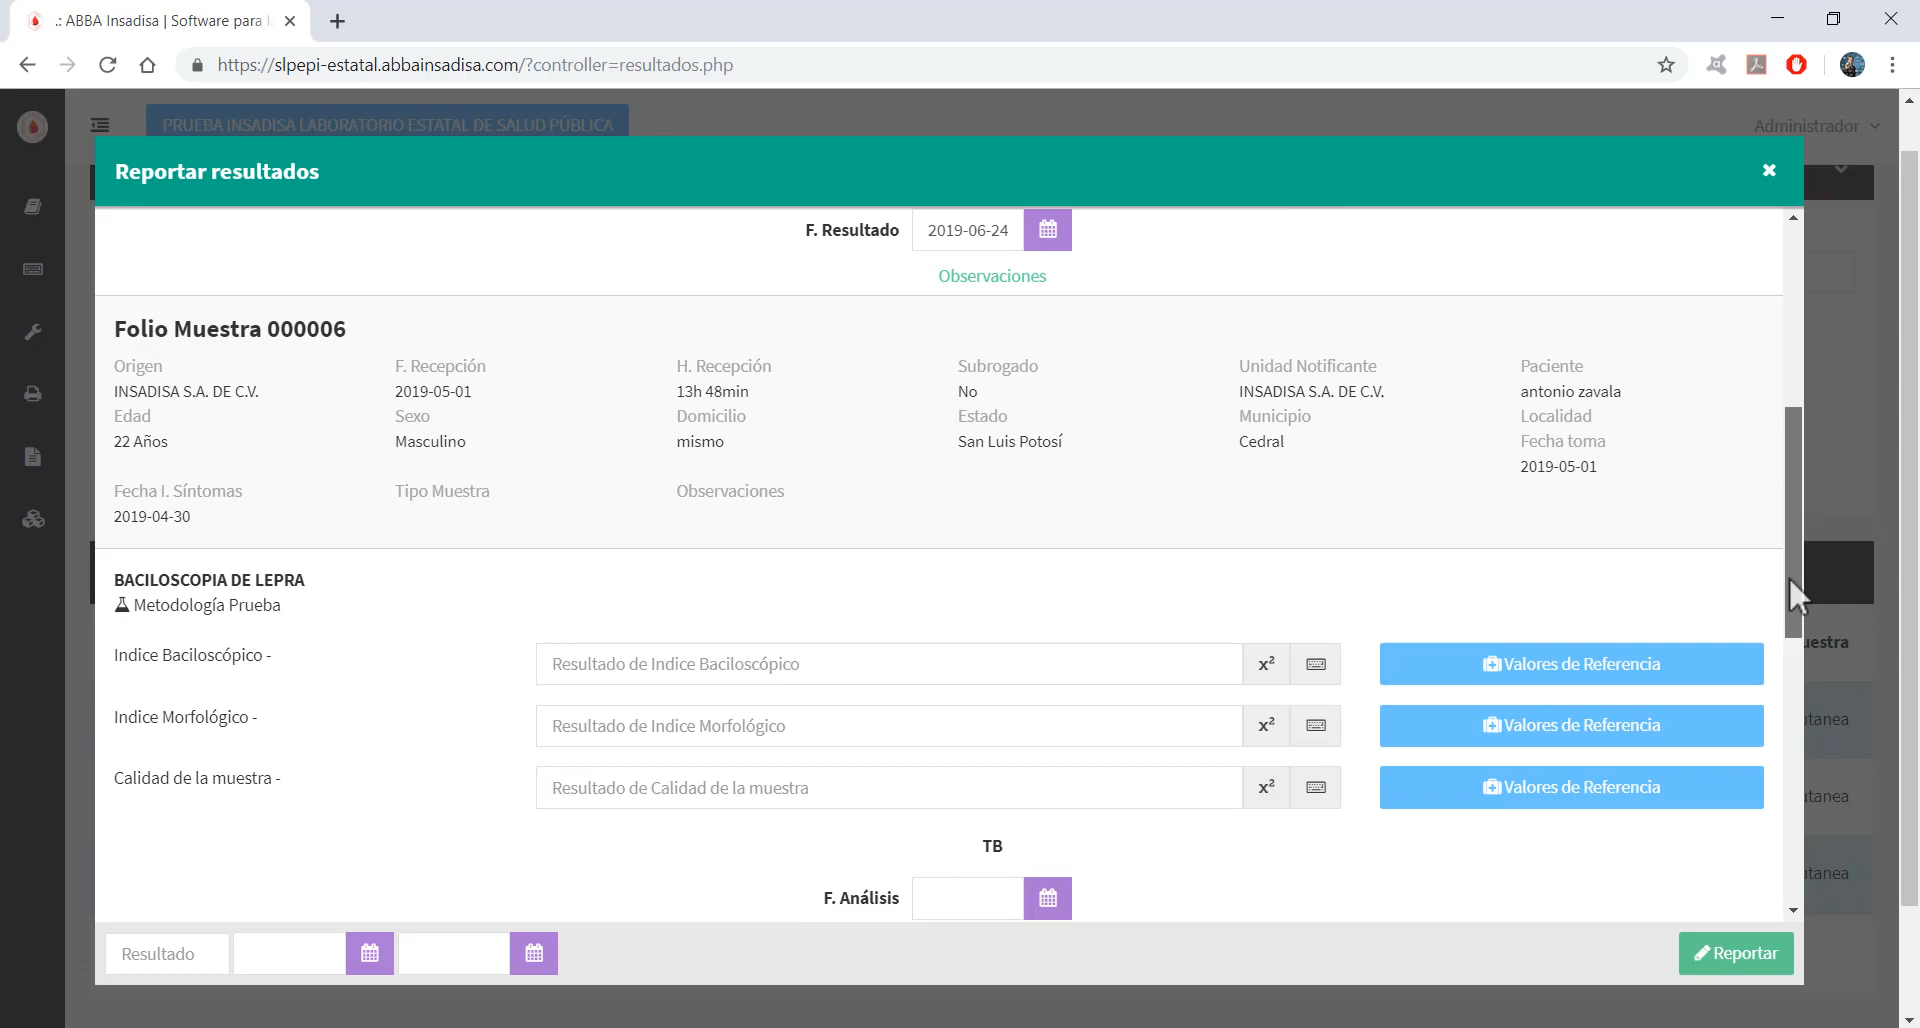 .: ABBA Insadisa | Software para l
https://slpepi-estatal.abbainsadisa.com/?controller=resultados.php
PRUEBA INSADISA LABORATORIO ESTATAL DE SALUD PÚBLICA
Administrador
Reportar resultados
F. Resultado 2019-06-24
Observaciones
Folio Muestra 000006
Origen F. Recepción H. Recepción Subrogado Unidad Notificante Paciente
INSADISA S.A. DE C.V. 2019-05-01 13h 48min No INSADISA S.A. DE C.V. antonio zavala
Edad Sexo Domicilio Estado Municipio Localidad
22 Años Masculino mismo San Luis Potosí Cedral Fecha toma
2019-05-01
Fecha I. Síntomas Tipo Muestra Observaciones
2019-04-30
BACILOSCOPIA DE LEPRA
Metodología Prueba
Indice Baciloscópico - Resultado de Indice Baciloscópico x² Valores de Referencia
Indice Morfológico - Resultado de Indice Morfológico x² Valores de Referencia
Calidad de la muestra - Resultado de Calidad de la muestra x² Valores de Referencia
TB
F. Análisis
Resultado Reportar
uestra
utanea
utanea
utanea